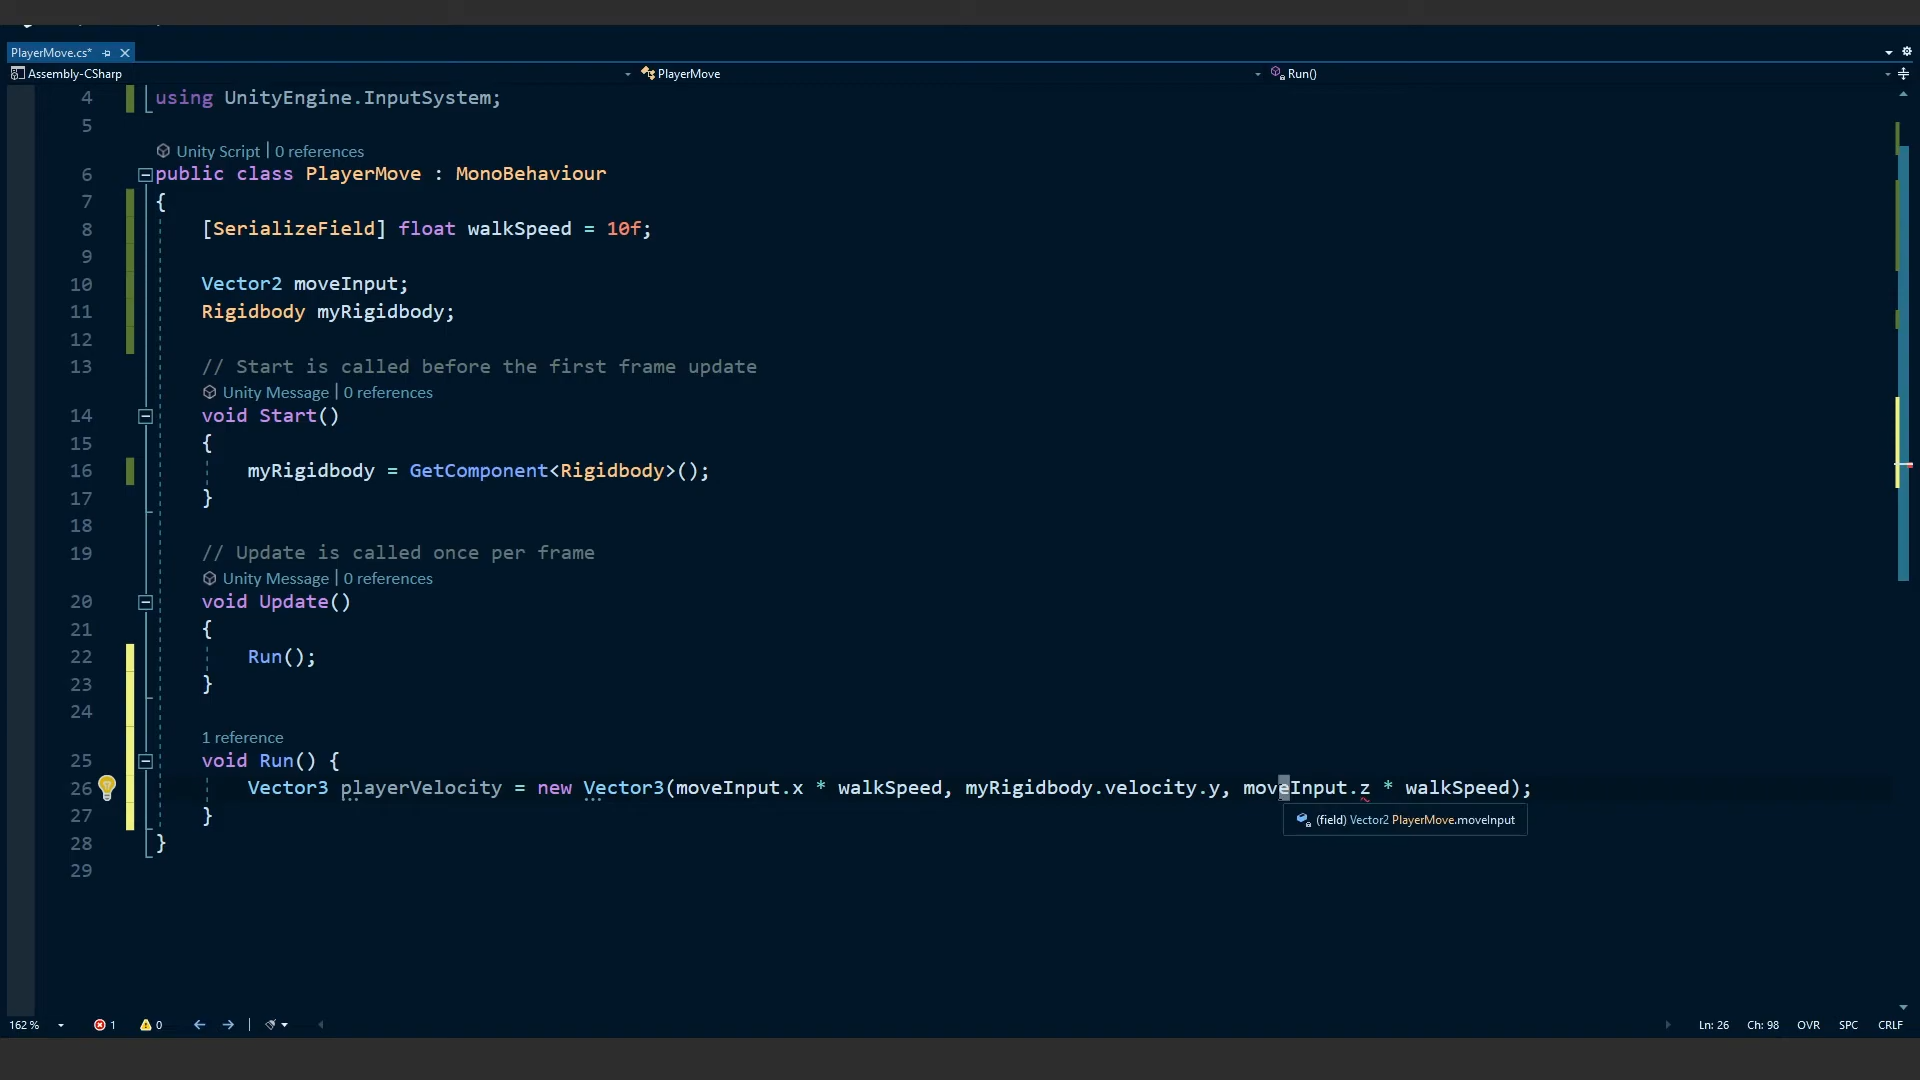 PlayerMove.cs*
Assembly-CSharp PlayerMove Run()
4 using UnityEngine.InputSystem;
5
Unity Script | 0 references
6 public class PlayerMove : MonoBehaviour
7 {
8 [SerializeField] float walkSpeed = 10f;
9
10 Vector2 moveInput;
11 Rigidbody myRigidbody;
12
13 // Start is called before the first frame update
Unity Message | 0 references
14 void Start()
15 {
16 myRigidbody = GetComponent<Rigidbody>();
17 }
18
19 // Update is called once per frame
Unity Message | 0 references
20 void Update()
21 {
22 Run();
23 }
24
1 reference
25 void Run() {
26 Vector3 playerVelocity = new Vector3(moveInput.x * walkSpeed, myRigidbody.velocity.y, moveInput.z * walkSpeed);
(field) Vector2 PlayerMove.moveInput
27 }
28 }
29
162 % 1 0 Ln: 26 Ch: 98 OVR SPC CRLF